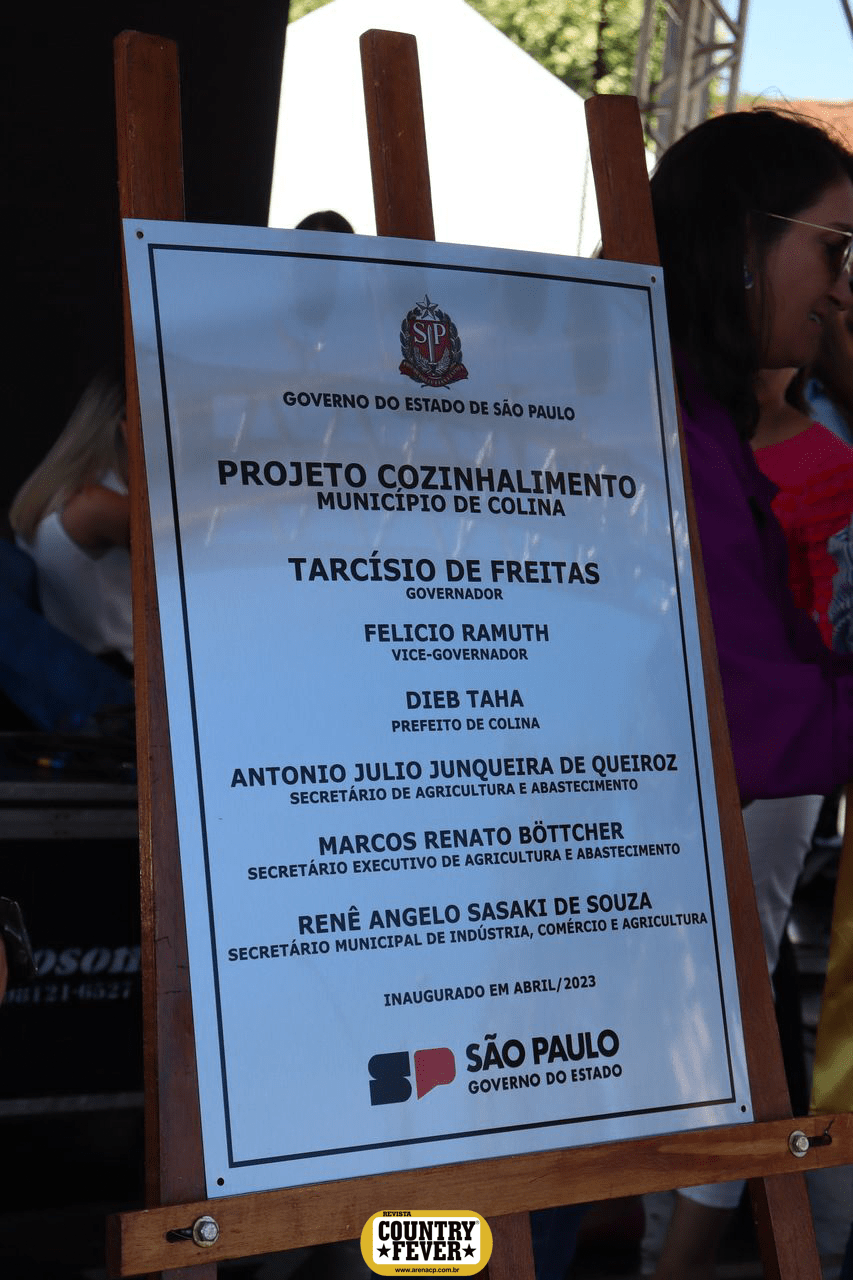 SP
GOVERNO DO ESTADO DE SÃO PAULO
PROJETO COZINHALIMENTO
MUNICÍPIO DE COLINA
TARCÍSIO DE FREITAS
GOVERNADOR
FELICIO RAMUTH
VICE-GOVERNADOR
DIEB TAHA
PREFEITO DE COLINA
ANTONIO JULIO JUNQUEIRA DE QUEIROZ
SECRETÁRIO DE AGRICULTURA E ABASTECIMENTO
MARCOS RENATO BÖTTCHER
SECRETÁRIO EXECUTIVO DE AGRICULTURA E ABASTECIMENTO
RENÊ ANGELO SASAKI DE SOUZA
SECRETÁRIO MUNICIPAL DE INDÚSTRIA, COMÉRCIO E AGRICULTURA
INAUGURADO EM ABRIL/2023
SÃO PAULO
GOVERNO DO ESTADO
98121-6527
REVISTA
COUNTRY
FEVER
www.arenacp.com.br